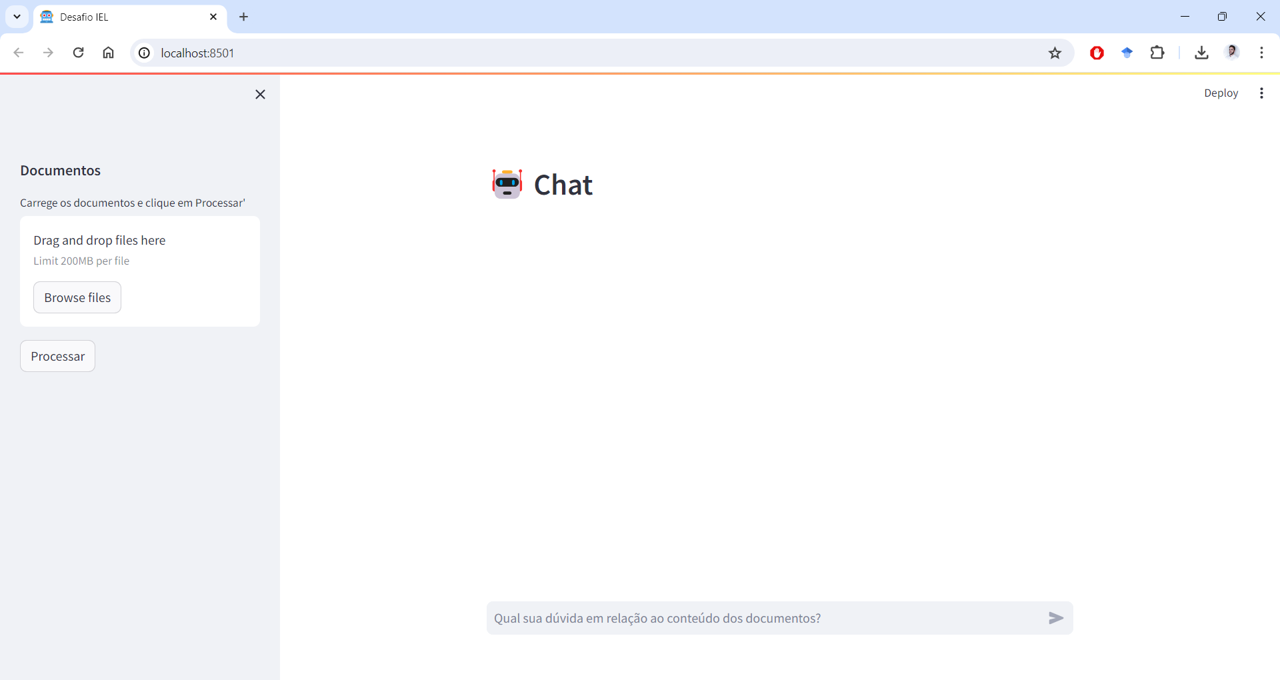 Desafio IEL
localhost:8501
Deploy
Documentos
Carrege os documentos e clique em Processar'
Drag and drop files here
Limit 200MB per file
Browse files
Processar
Chat
Qual sua dúvida em relação ao conteúdo dos documentos?